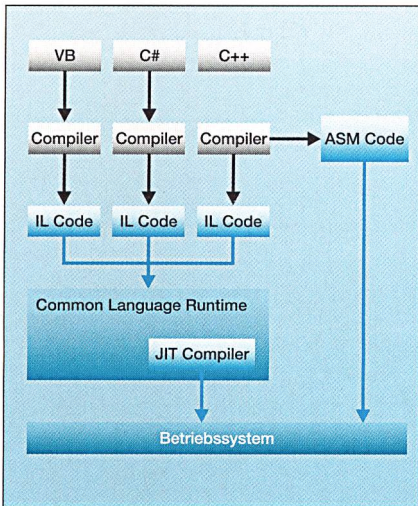 VB C# C++
Compiler Compiler Compiler ASM Code
IL Code IL Code IL Code
Common Language Runtime
JIT Compiler
Betriebssystem